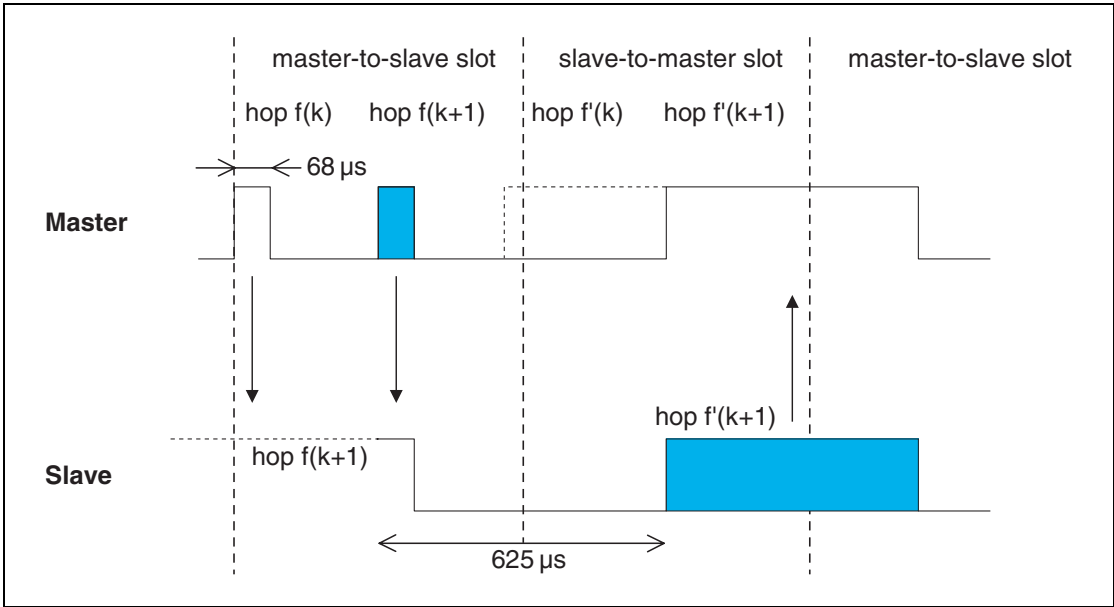 master-to-slave slot
slave-to-master slot
master-to-slave slot
hop f(k)
hop f(k+1)
hop f'(k)
hop f'(k+1)
68 µs
Master
hop f'(k+1)
hop f(k+1)
Slave
625 µs